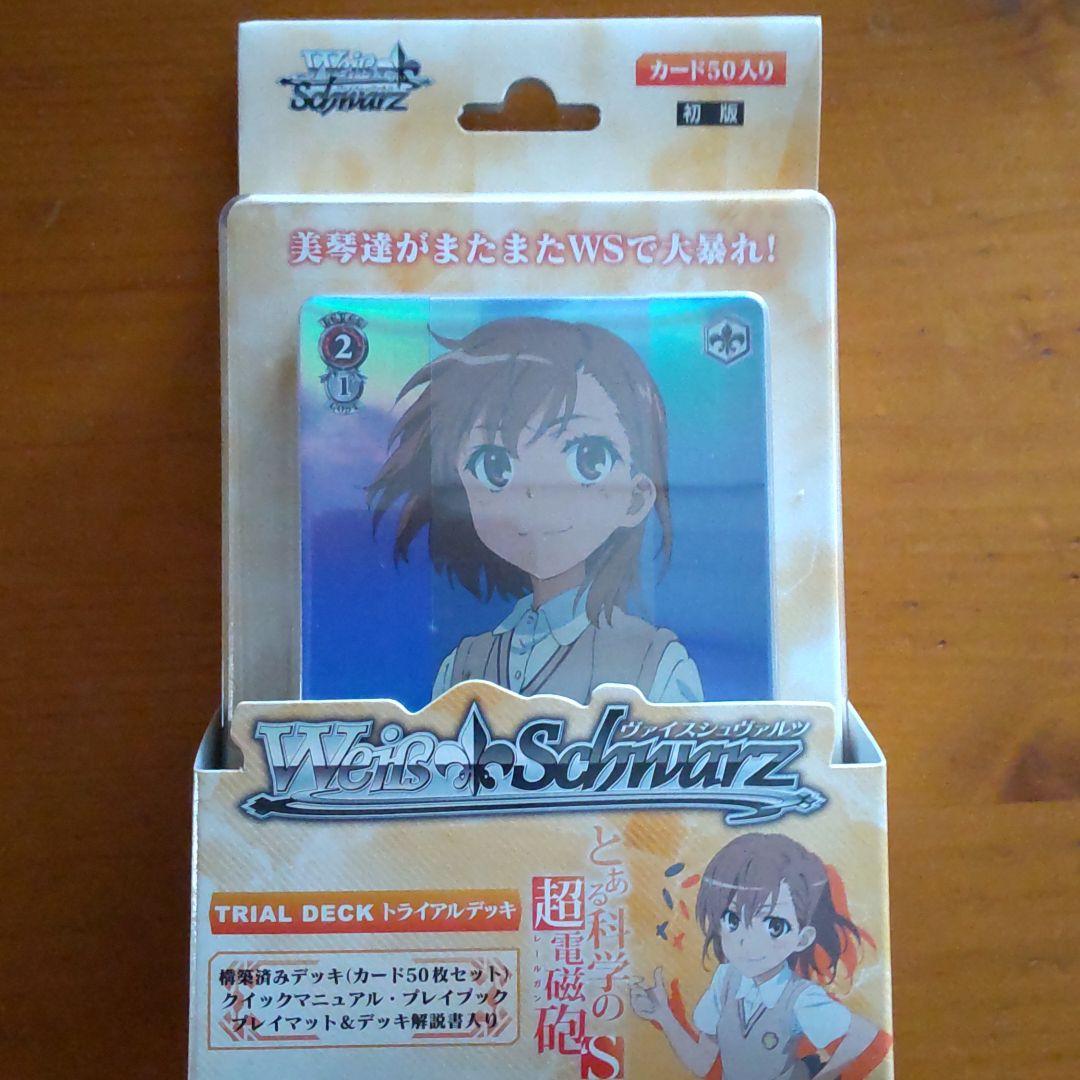 Weiß Schwarz
カード50入り
初 版
美琴達がまたまたWSで大暴れ!
2
1
ヴァイスシュヴァルツ
Weiß Schwarz
とある科学の
超電磁砲S
レールガン
TRIAL DECK トライアルデッキ
構築済みデッキ(カード50枚セット)
クイックマニュアル・プレイブック
プレイマット&デッキ解説書入り